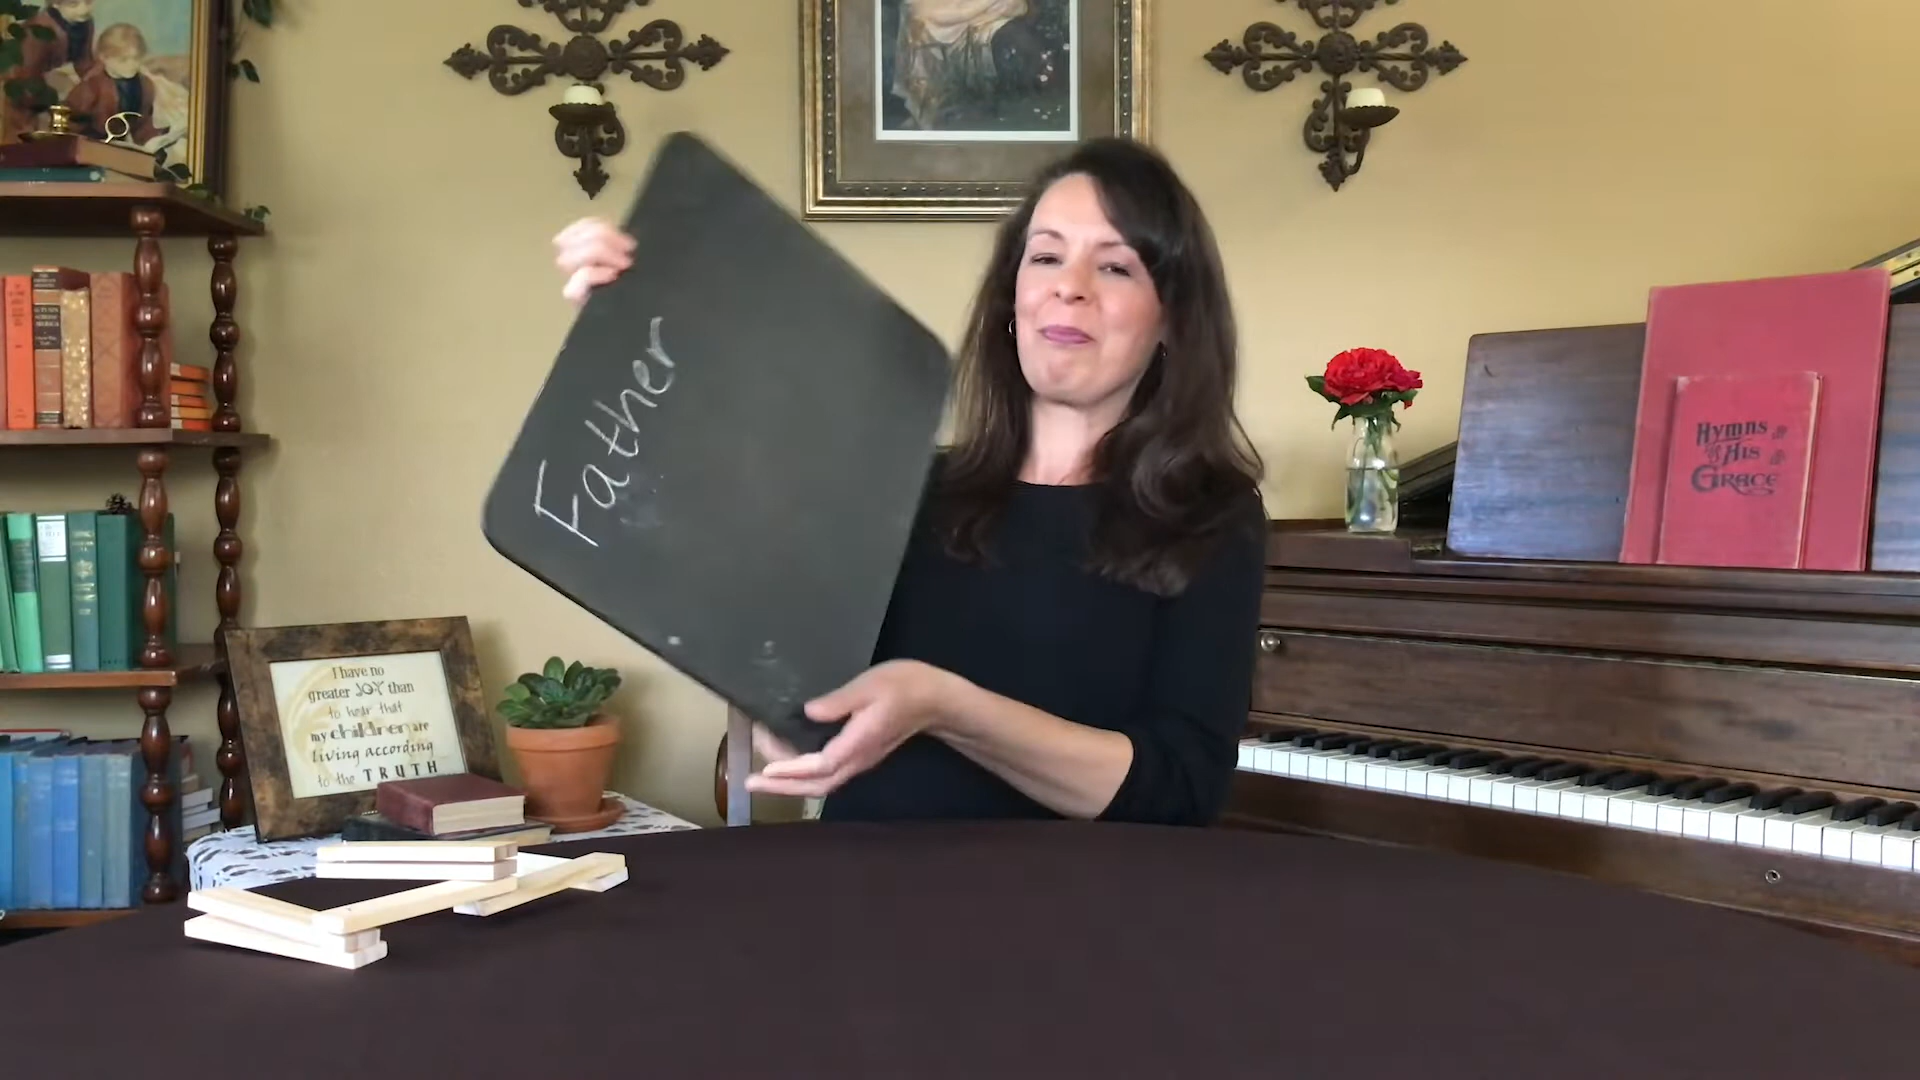 Father
I have no
greater JOY than
to hear that
my children are
living according
to the TRUTH
Hymns
of His
Grace